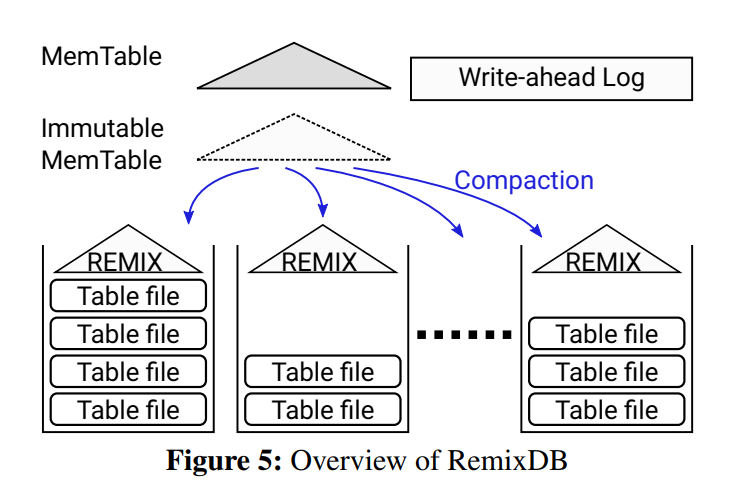 MemTable
Write-ahead Log
Immutable
MemTable
Compaction
REMIX
Table file
Table file
Table file
Table file
REMIX
Table file
Table file
REMIX
Table file
Table file
Table file
Figure 5: Overview of RemixDB